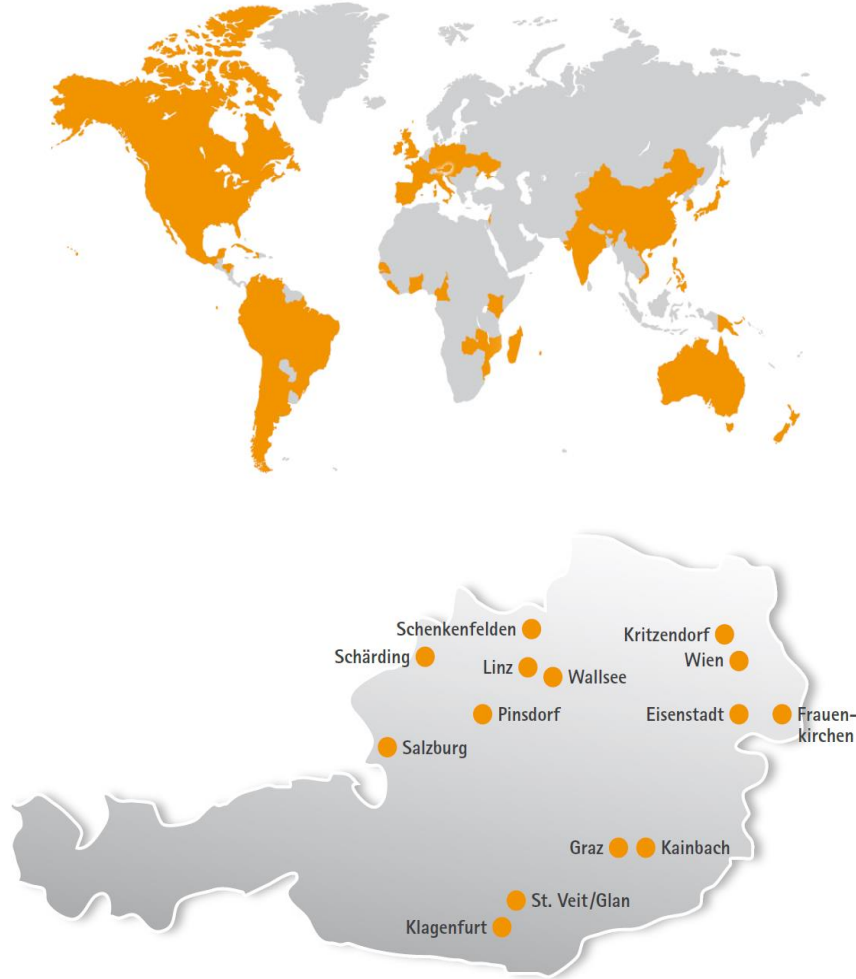 Schenkenfelden
Kritzendorf
Schärding
Linz
Wien
Wallsee
Pinsdorf
Eisenstadt
Frauen-
kirchen
Salzburg
Graz
Kainbach
St. Veit/Glan
Klagenfurt